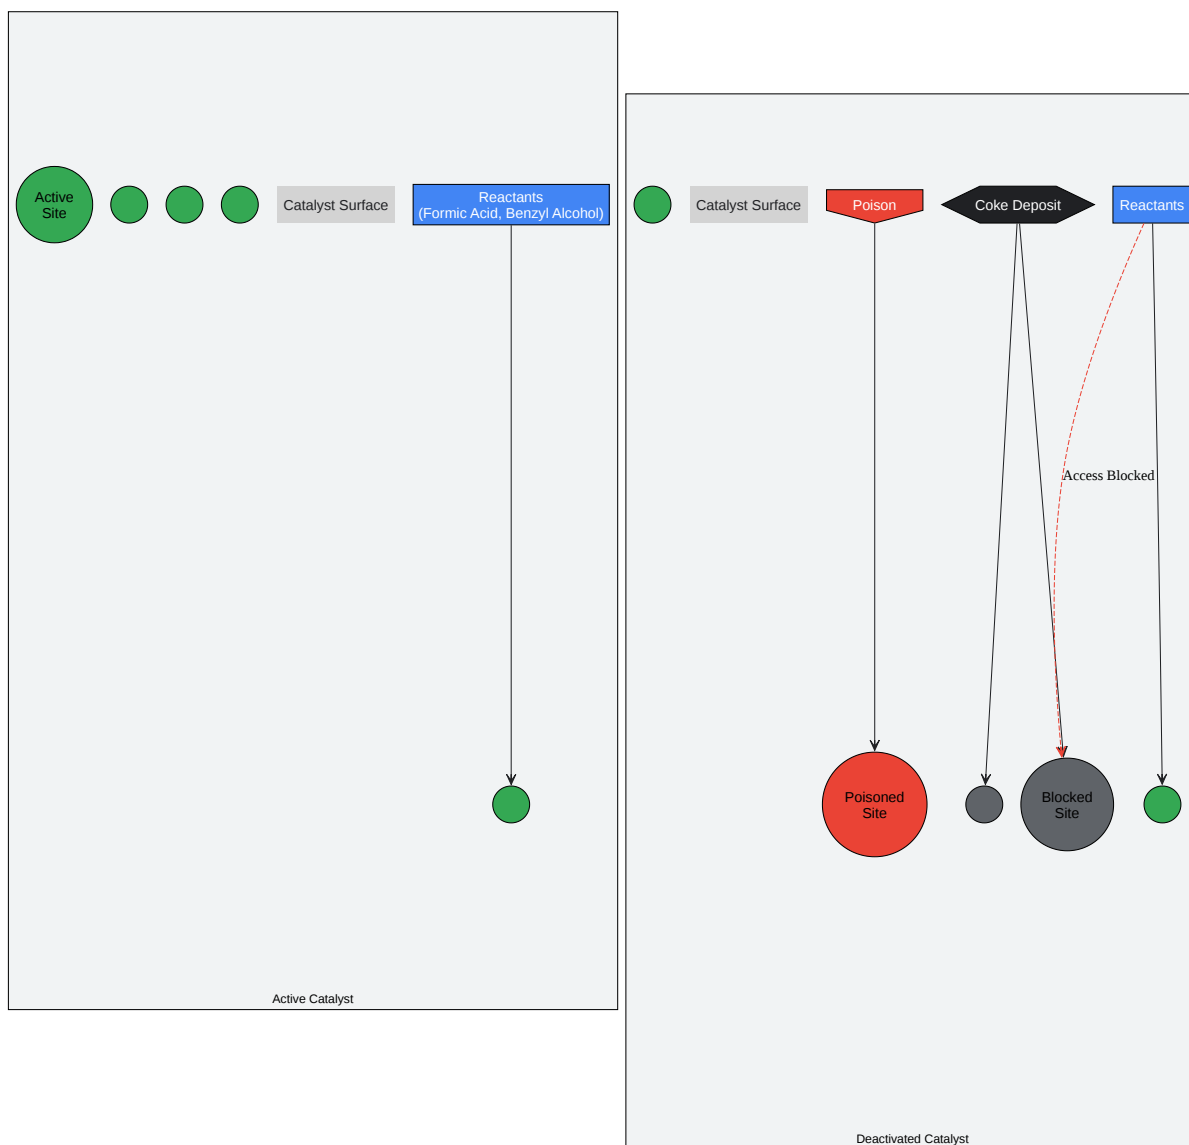 Active
Site
Catalyst Surface
Reactants
(Formic Acid, Benzyl Alcohol)
Active Catalyst
Catalyst Surface
Poison
Coke Deposit
Reactants
Access Blocked
Poisoned
Site
Blocked
Site
Deactivated Catalyst